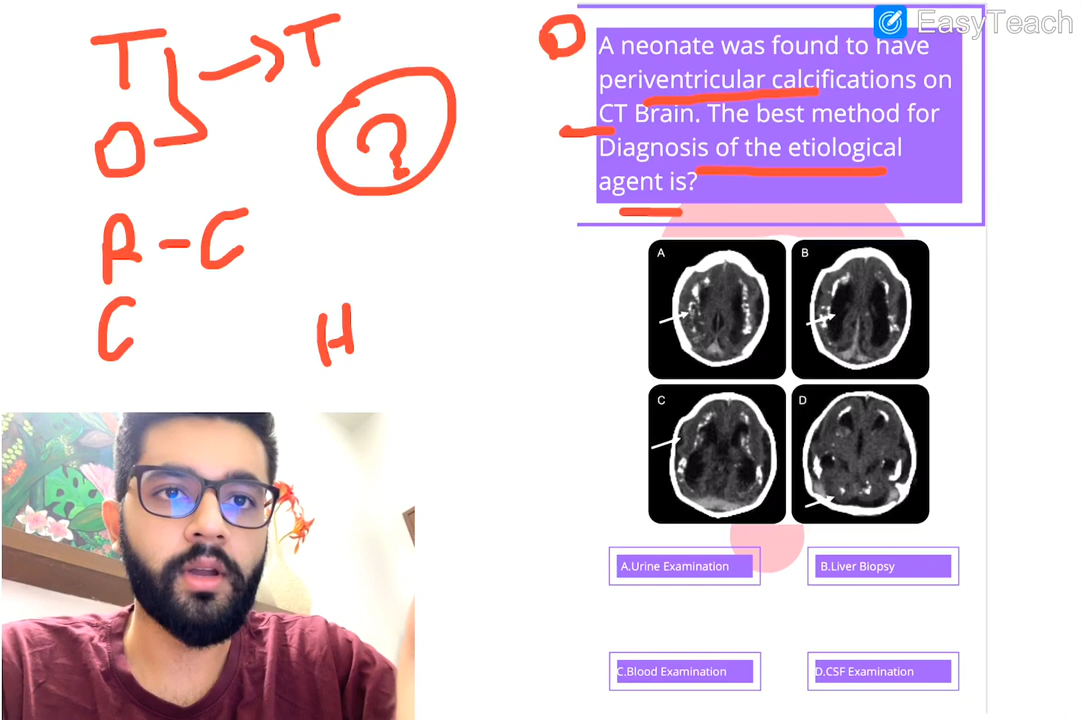 EasyTeach
T → T
O
?
R - C
C H
A neonate was found to have
periventricular calcifications on
CT Brain. The best method for
Diagnosis of the etiological
agent is?
A
B
C
D
A.Urine Examination
B.Liver Biopsy
C.Blood Examination
D.CSF Examination